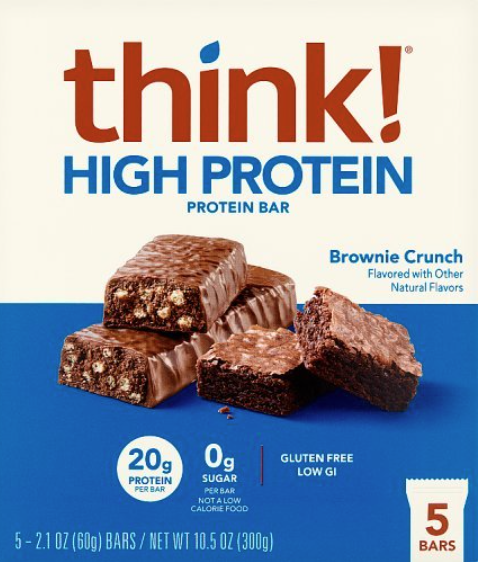 think!®
HIGH PROTEIN
PROTEIN BAR
Brownie Crunch
Flavored with Other
Natural Flavors
20g
PROTEIN
PER BAR
0g
SUGAR
PER BAR
NOT A LOW
CALORIE FOOD
GLUTEN FREE
LOW GI
5
BARS
5 – 2.1 OZ (60g) BARS / NET WT 10.5 OZ (300g)